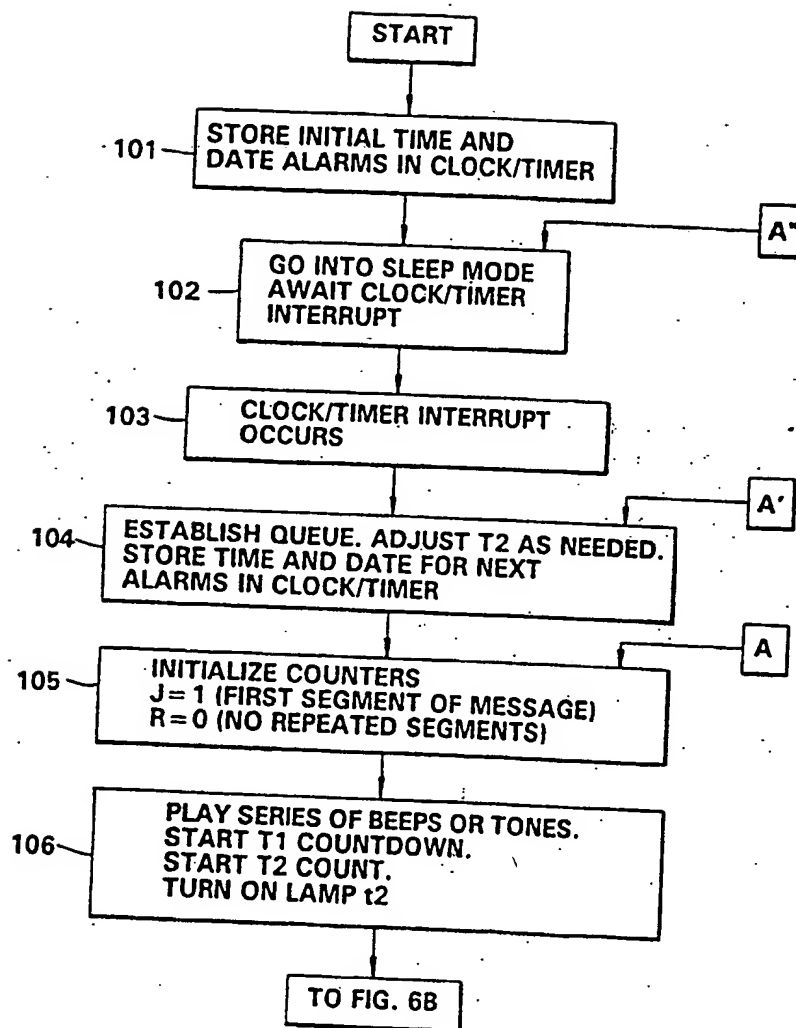 START
101
STORE INITIAL TIME AND
DATE ALARMS IN CLOCK/TIMER
A"
102
GO INTO SLEEP MODE
AWAIT CLOCK/TIMER
INTERRUPT
103
CLOCK/TIMER INTERRUPT
OCCURS
A'
104
ESTABLISH QUEUE. ADJUST T2 AS NEEDED.
STORE TIME AND DATE FOR NEXT
ALARMS IN CLOCK/TIMER
A
105
INITIALIZE COUNTERS
J=1 (FIRST SEGMENT OF MESSAGE)
R=0 (NO REPEATED SEGMENTS)
106
PLAY SERIES OF BEEPS OR TONES.
START T1 COUNTDOWN.
START T2 COUNT.
TURN ON LAMP t2
TO FIG. 6B